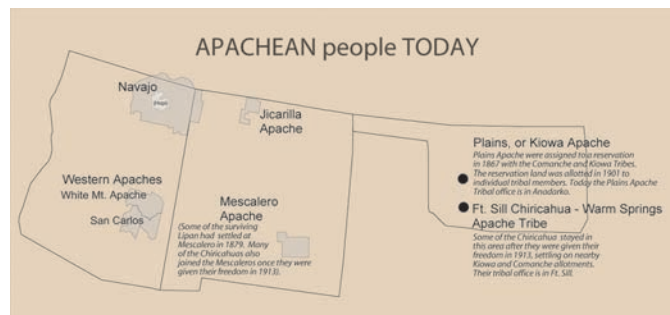 APACHEAN people TODAY
Navajo
(Hopi)
Jicarilla
Apache
Western Apaches
White Mt. Apache
San Carlos
Mescalero
Apache
(Some of the surviving
Lipan had settled at
Mescalero in 1879. Many
of the Chiricahuas also
joined the Mescaleros once they were
given their freedom in 1913).
Plains, or Kiowa Apache
Plains Apache were assigned to a reservation
in 1867 with the Comanche and Kiowa Tribes.
The reservation land was allotted in 1901 to
individual tribal members. Today the Plains Apache
Tribal office is in Anadarko.
Ft. Sill Chiricahua - Warm Springs
Apache Tribe
Some of the Chiricahua stayed in
this area after they were given their
freedom in 1913, settling on nearby
Kiowa and Comanche allotments.
Their tribal office is in Ft. Sill.